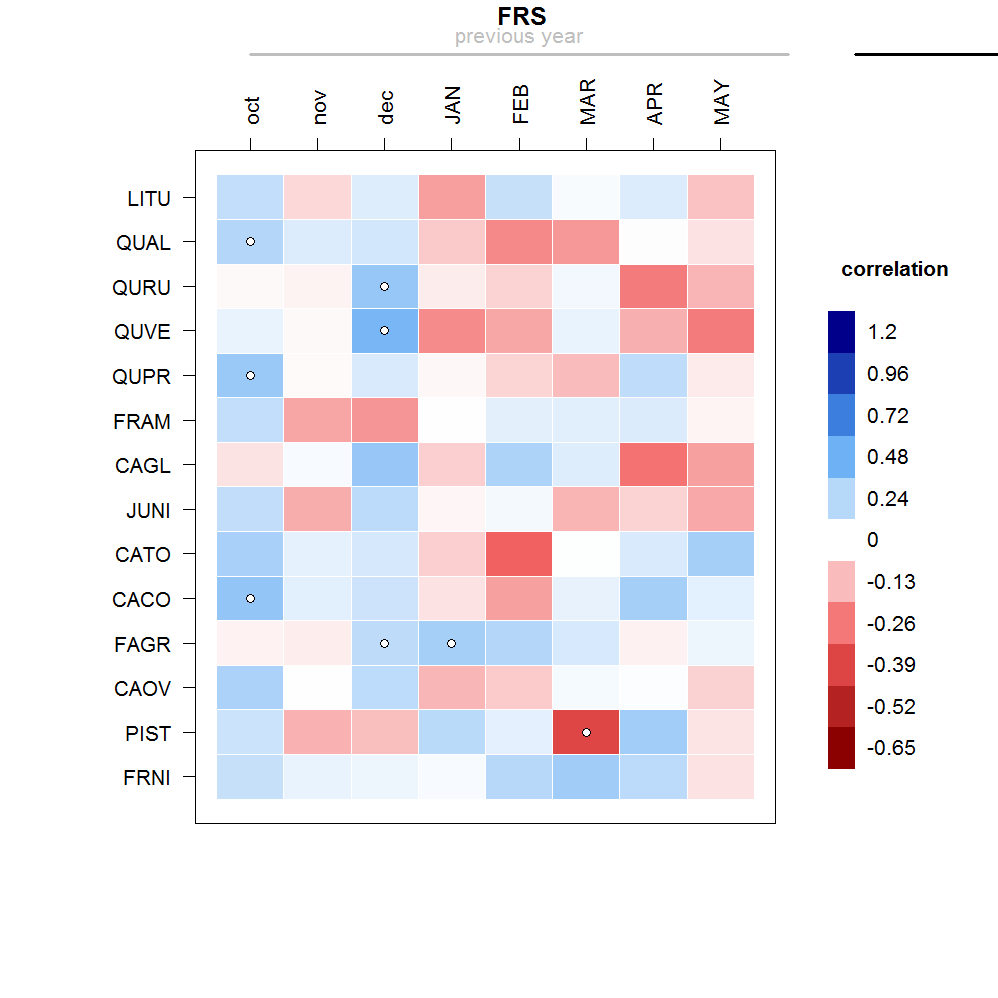 FRS
previous year
oct nov dec JAN FEB MAR APR MAY
LITU
QUAL
QURU
QUVE
QUPR
FRAM
CAGL
JUNI
CATO
CACO
FAGR
CAOV
PIST
FRNI
correlation
1.2
0.96
0.72
0.48
0.24
0
-0.13
-0.26
-0.39
-0.52
-0.65